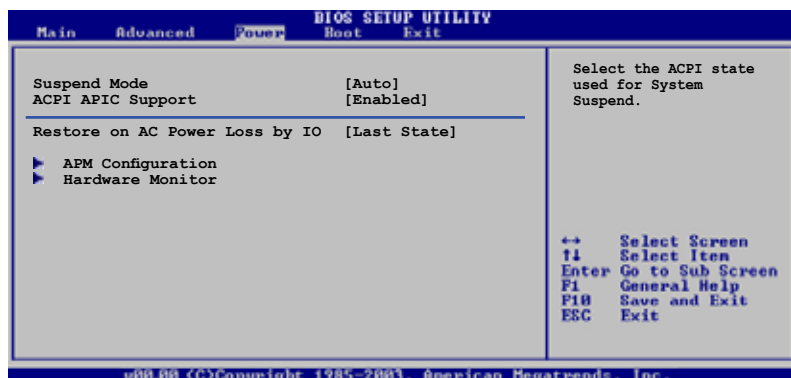 BIOS SETUP UTILITY
Main Advanced Power Boot Exit
Suspend Mode [Auto]
ACPI APIC Support [Enabled]
Restore on AC Power Loss by IO [Last State]
APM Configuration
Hardware Monitor
Select the ACPI state
used for System
Suspend.
↔ Select Screen
↑↓ Select Item
Enter Go to Sub Screen
F1 General Help
F10 Save and Exit
ESC Exit
v00.00 (C)Copyright 1985-2003, American Megatrends, Inc.